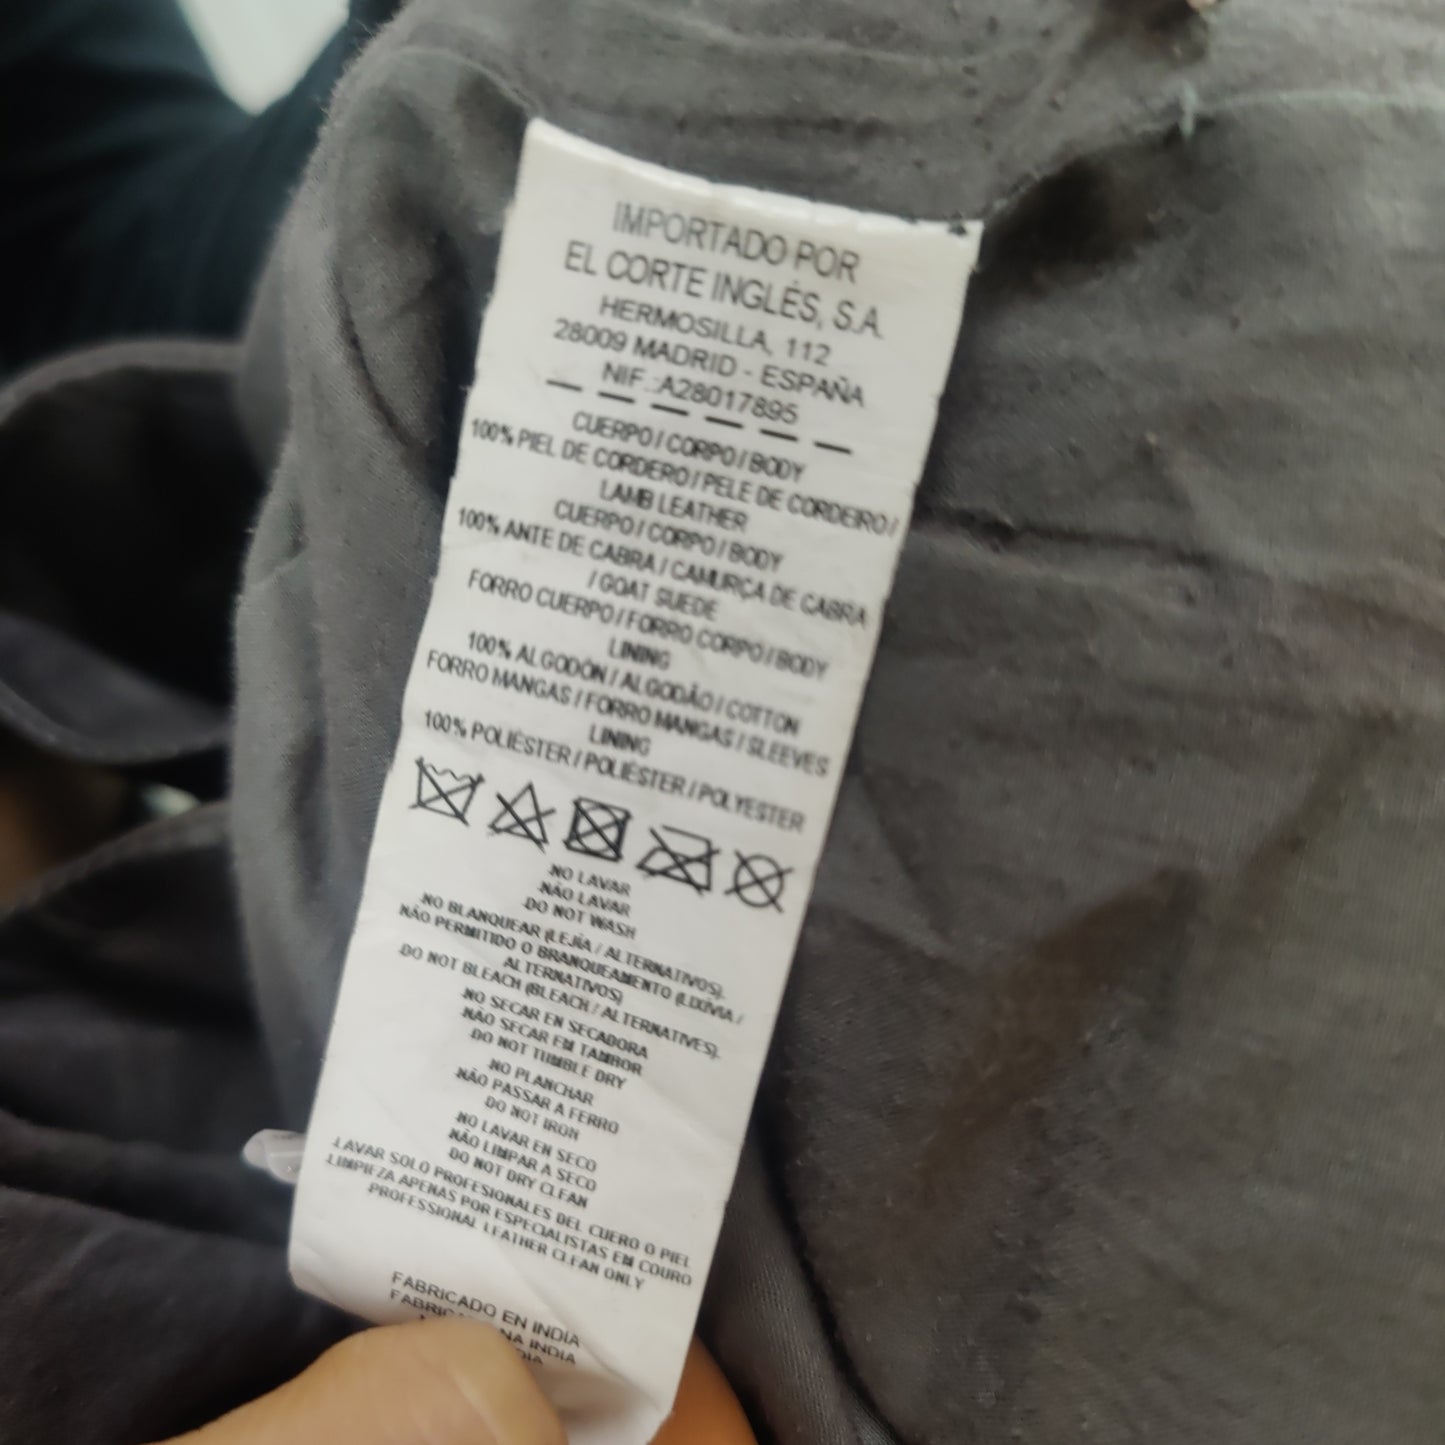 IMPORTADO POR
EL CORTE INGLÉS, S.A.
HERMOSILLA, 112
28009 MADRID - ESPAÑA
NIF.:A28017895
CUERPO / CORPO / BODY
100% PIEL DE CORDERO / PELE DE CORDEIRO /
LAMB LEATHER
CUERPO / CORPO / BODY
100% ANTE DE CABRA / CAMURÇA DE CABRA
/ GOAT SUEDE
FORRO CUERPO / FORRO CORPO / BODY
LINING
100% ALGODÓN / ALGODÃO / COTTON
FORRO MANGAS / FORRO MANGAS / SLEEVES
LINING
100% POLIÉSTER / POLIÉSTER / POLYESTER
.NO LAVAR
.NÃO LAVAR
.DO NOT WASH
.NO BLANQUEAR (LEJÍA / ALTERNATIVOS).
NÃO PERMITIDO O BRANQUEAMENTO (LIXÍVIA /
ALTERNATIVOS)
.DO NOT BLEACH (BLEACH / ALTERNATIVES).
.NO SECAR EN SECADORA
.NÃO SECAR EM TAMBOR
.DO NOT TUMBLE DRY
.NO PLANCHAR
.NÃO PASSAR A FERRO
DO NOT IRON
.NO LAVAR EN SECO
.NÃO LIMPAR A SECO
DO NOT DRY CLEAN
.LAVAR SOLO PROFESIONALES DEL CUERO O PIEL
.LIMPIEZA APENAS POR ESPECIALISTAS EM COURO
.PROFESSIONAL LEATHER CLEAN ONLY
FABRICADO EN INDIA
NA INDIA